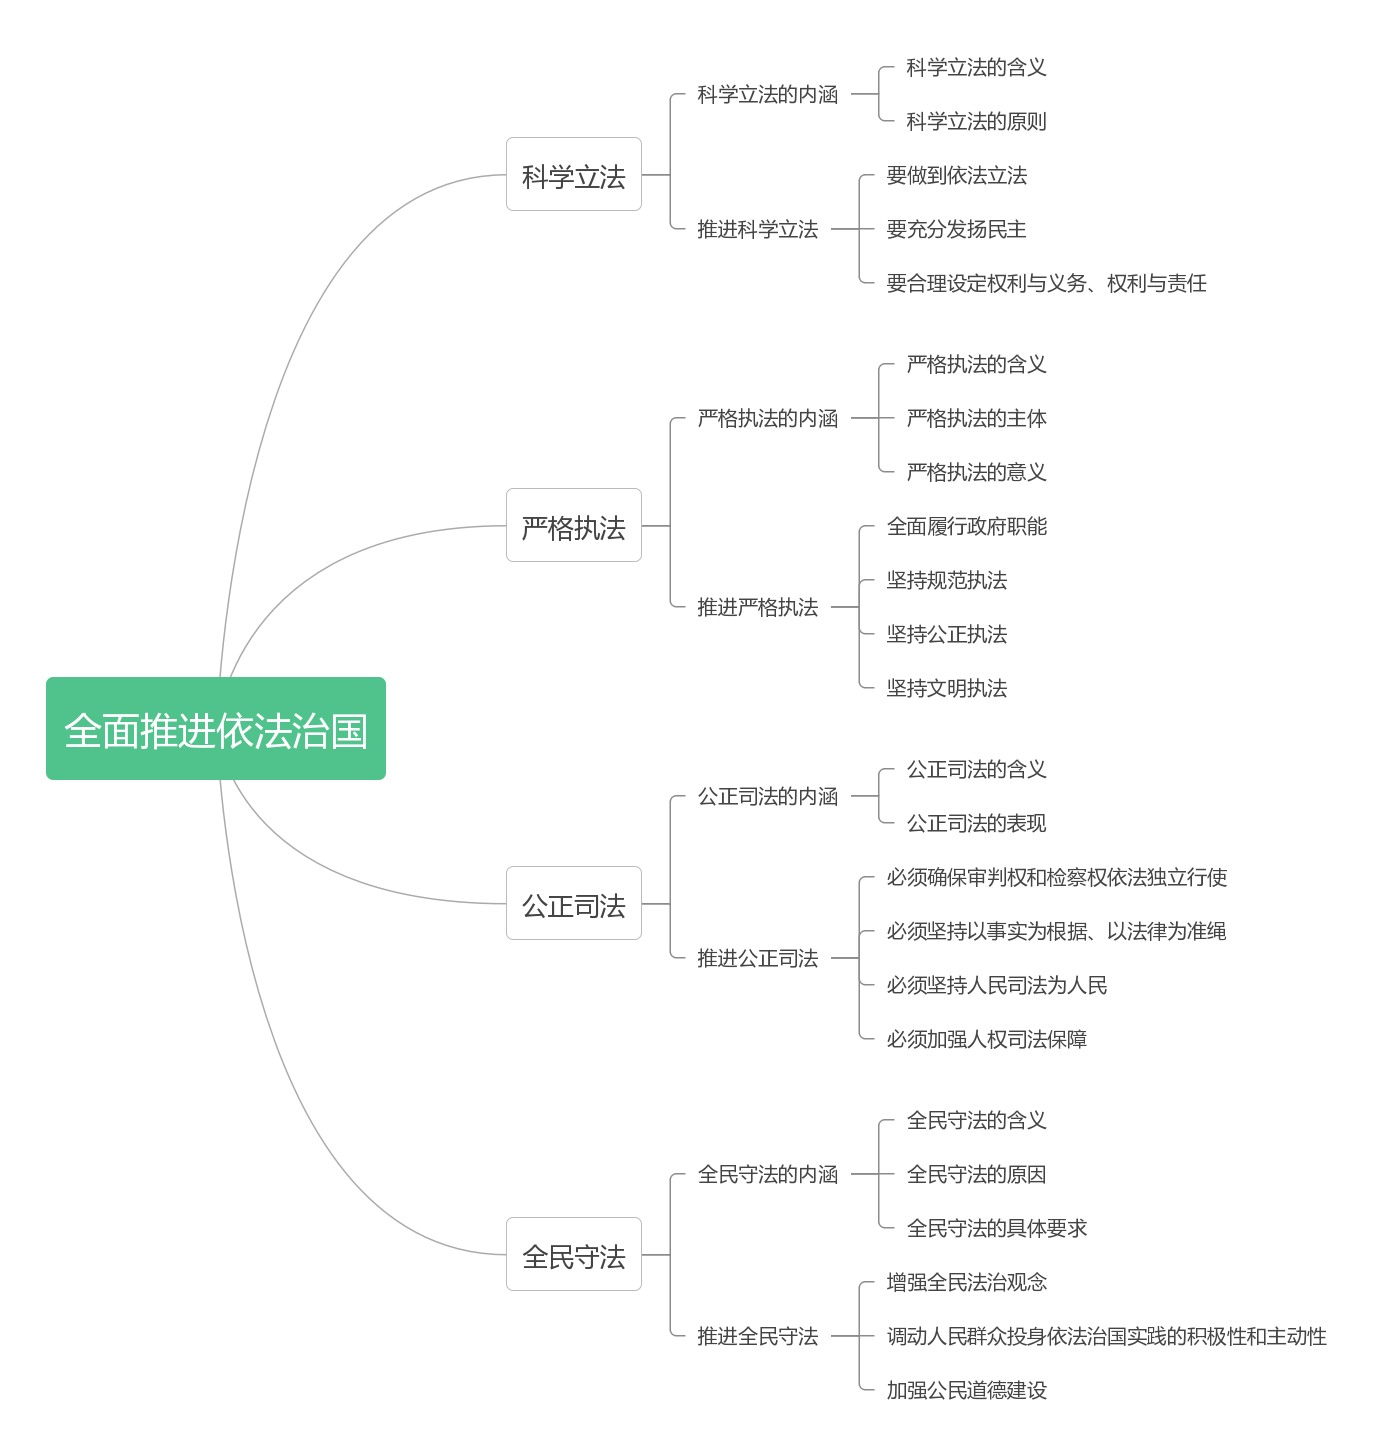 全面推进依法治国
科学立法
科学立法的内涵
科学立法的含义
科学立法的原则
推进科学立法
要做到依法立法
要充分发扬民主
要合理设定权利与义务、权利与责任
严格执法
严格执法的内涵
严格执法的含义
严格执法的主体
严格执法的意义
推进严格执法
全面履行政府职能
坚持规范执法
坚持公正执法
坚持文明执法
公正司法
公正司法的内涵
公正司法的含义
公正司法的表现
推进公正司法
必须确保审判权和检察权依法独立行使
必须坚持以事实为根据、以法律为准绳
必须坚持人民司法为人民
必须加强人权司法保障
全民守法
全民守法的内涵
全民守法的含义
全民守法的原因
全民守法的具体要求
推进全民守法
增强全民法治观念
调动人民群众投身依法治国实践的积极性和主动性
加强公民道德建设